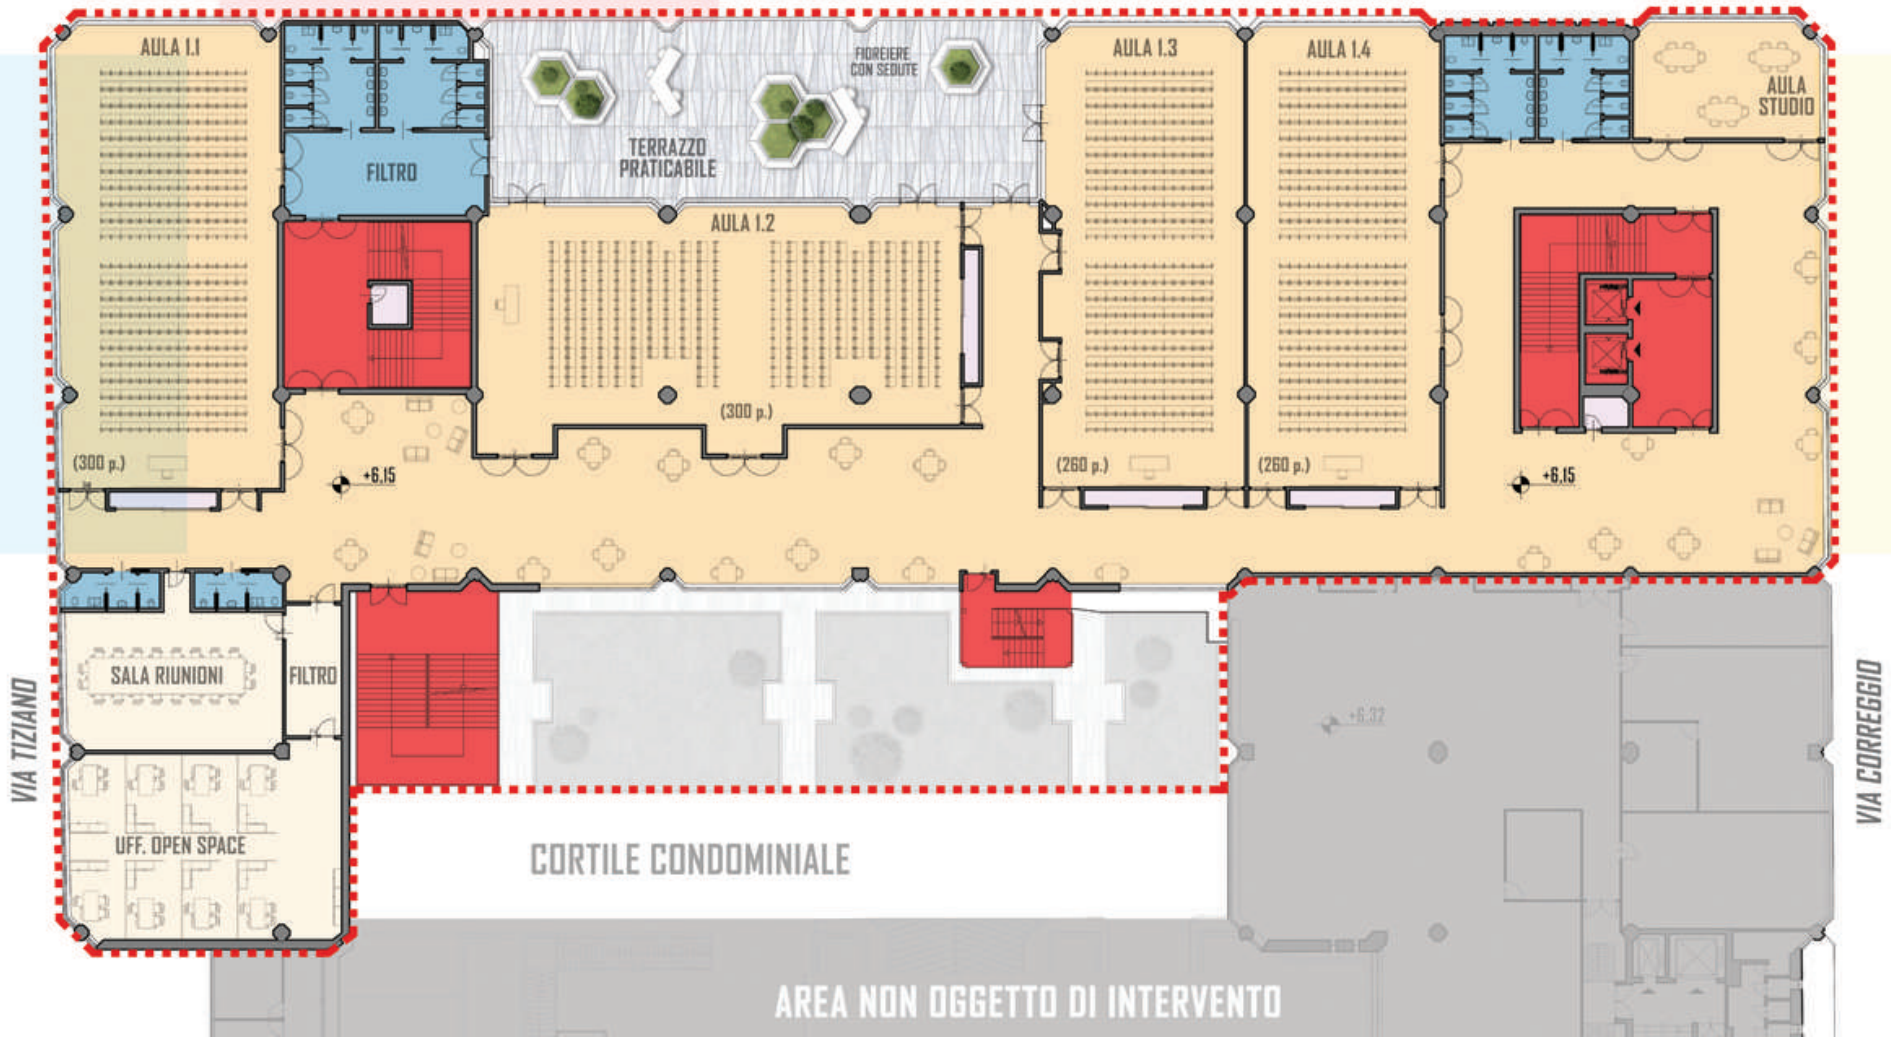 AULA 1.1
FIOREIERE
CON SEDUTE
AULA 1.3
AULA 1.4
AULA
STUDIO
TERRAZZO
PRATICABILE
FILTRO
AULA 1.2
(300 p.)
(300 p.)
(260 p.)
(260 p.)
+6,15
+6,15
SALA RIUNIONI
FILTRO
VIA TIZIANO
VIA CORREGGIO
+6.32
UFF. OPEN SPACE
CORTILE CONDOMINIALE
AREA NON OGGETTO DI INTERVENTO